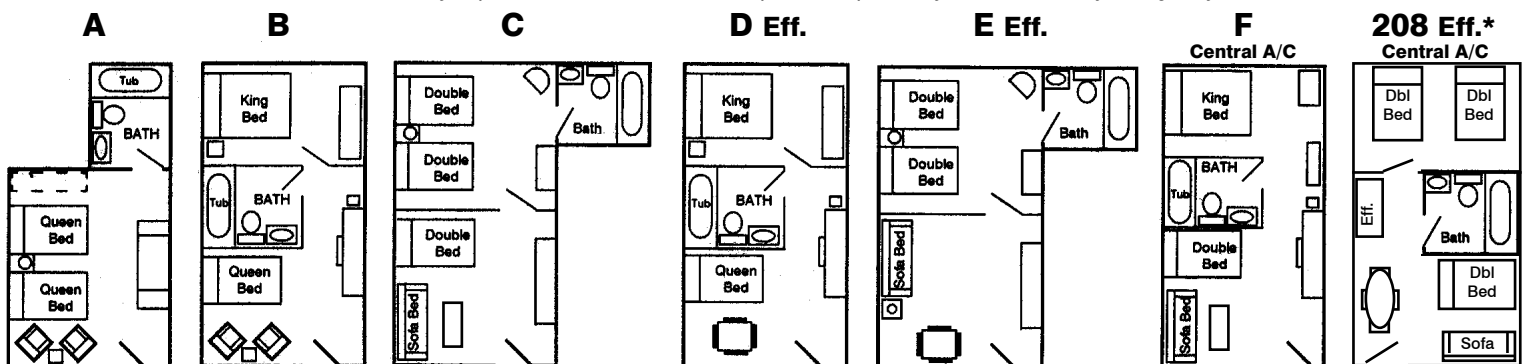 A
Tub
BATH
Queen
Bed
Queen
Bed
B
King
Bed
Tub
BATH
Queen
Bed
C
Double
Bed
Bath
Double
Bed
Double
Bed
Sofa Bed
D Eff.
King
Bed
Tub
BATH
Queen
Bed
E Eff.
Double
Bed
Bath
Double
Bed
Sofa Bed
F
Central A/C
King
Bed
BATH
Tub
Double
Bed
Sofa Bed
208 Eff.*
Central A/C
Dbl
Bed
Dbl
Bed
Eff.
Bath
Dbl
Bed
Sofa